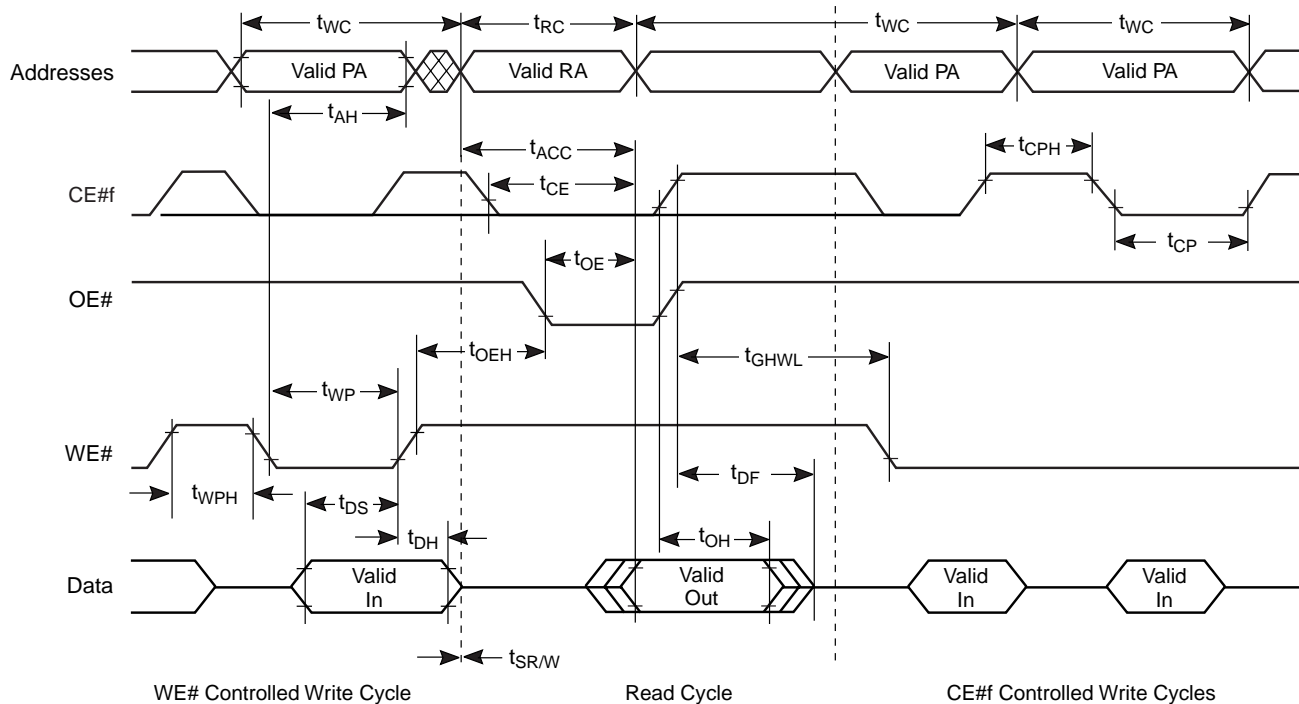 tWC tRC tWC tWC
Addresses Valid PA Valid RA Valid PA Valid PA
tAH
tACC tCPH
tCE
CE#f
tCP
tOE
OE#
tOEH tGHWL
tWP
WE#
tDF
tWPH tDS
tDH tOH
Data Valid In Valid Out Valid In Valid In
tSR/W
WE# Controlled Write Cycle Read Cycle CE#f Controlled Write Cycles